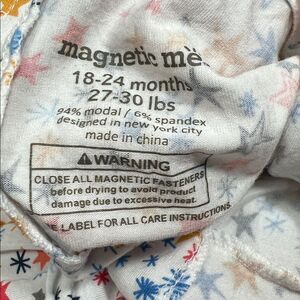 magnetic mē
18-24 months
27-30 lbs
94% modal / 6% spandex
designed in new york city
made in china
WARNING
CLOSE ALL MAGNETIC FASTENERS
before drying to avoid product
damage due to excessive heat.
LABEL FOR ALL CARE INSTRUCTIONS